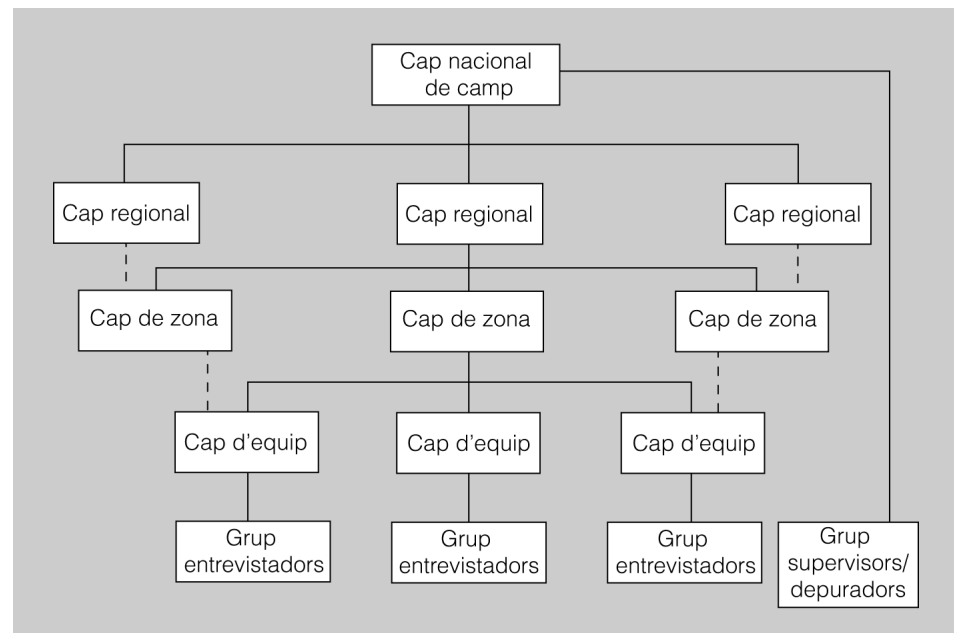 Cap nacional
de camp
Cap regional
Cap regional
Cap regional
Cap de zona
Cap de zona
Cap de zona
Cap d'equip
Cap d'equip
Cap d'equip
Grup
entrevistadors
Grup
entrevistadors
Grup
entrevistadors
Grup
supervisors/
depuradors